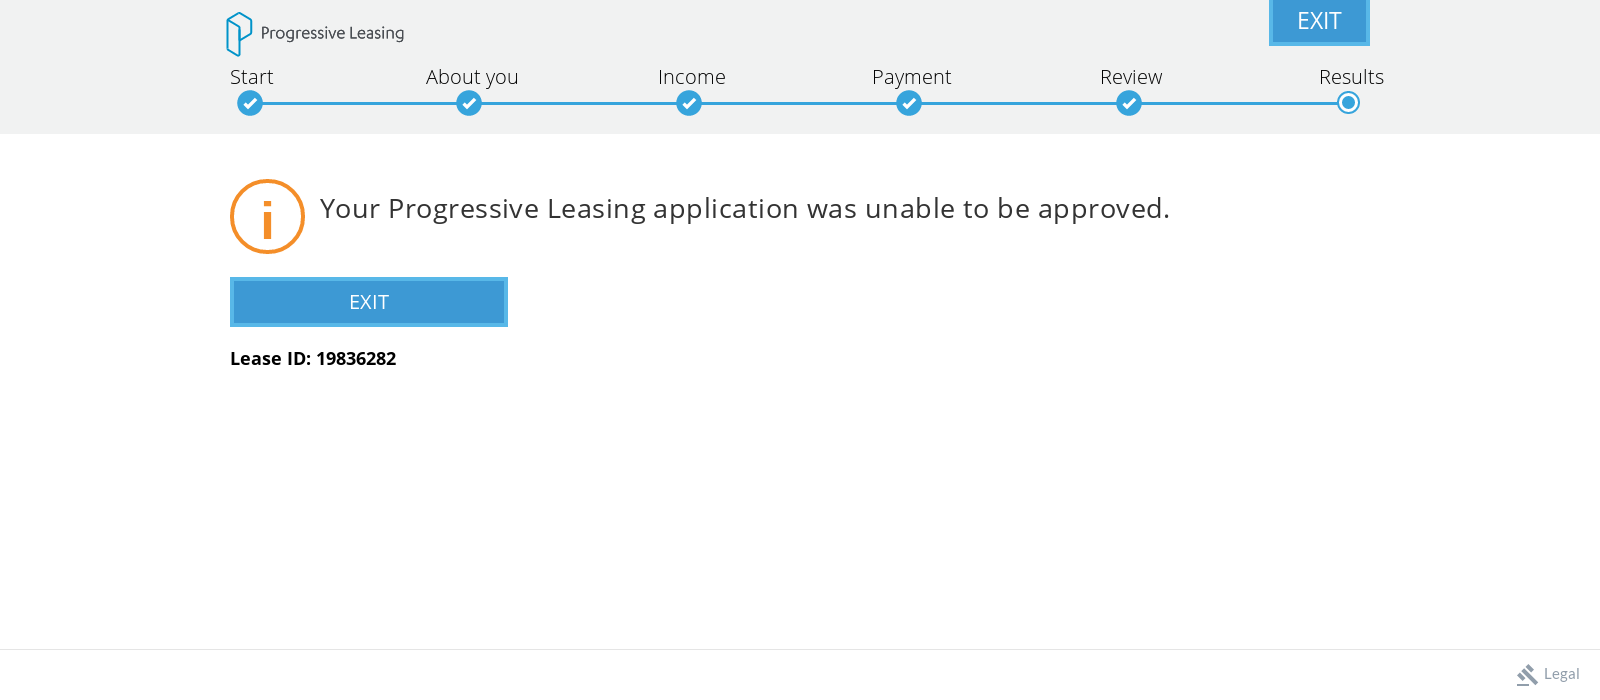 Progressive Leasing
EXIT
Start About you Income Payment Review Results
i Your Progressive Leasing application was unable to be approved.
EXIT
Lease ID: 19836282
Legal